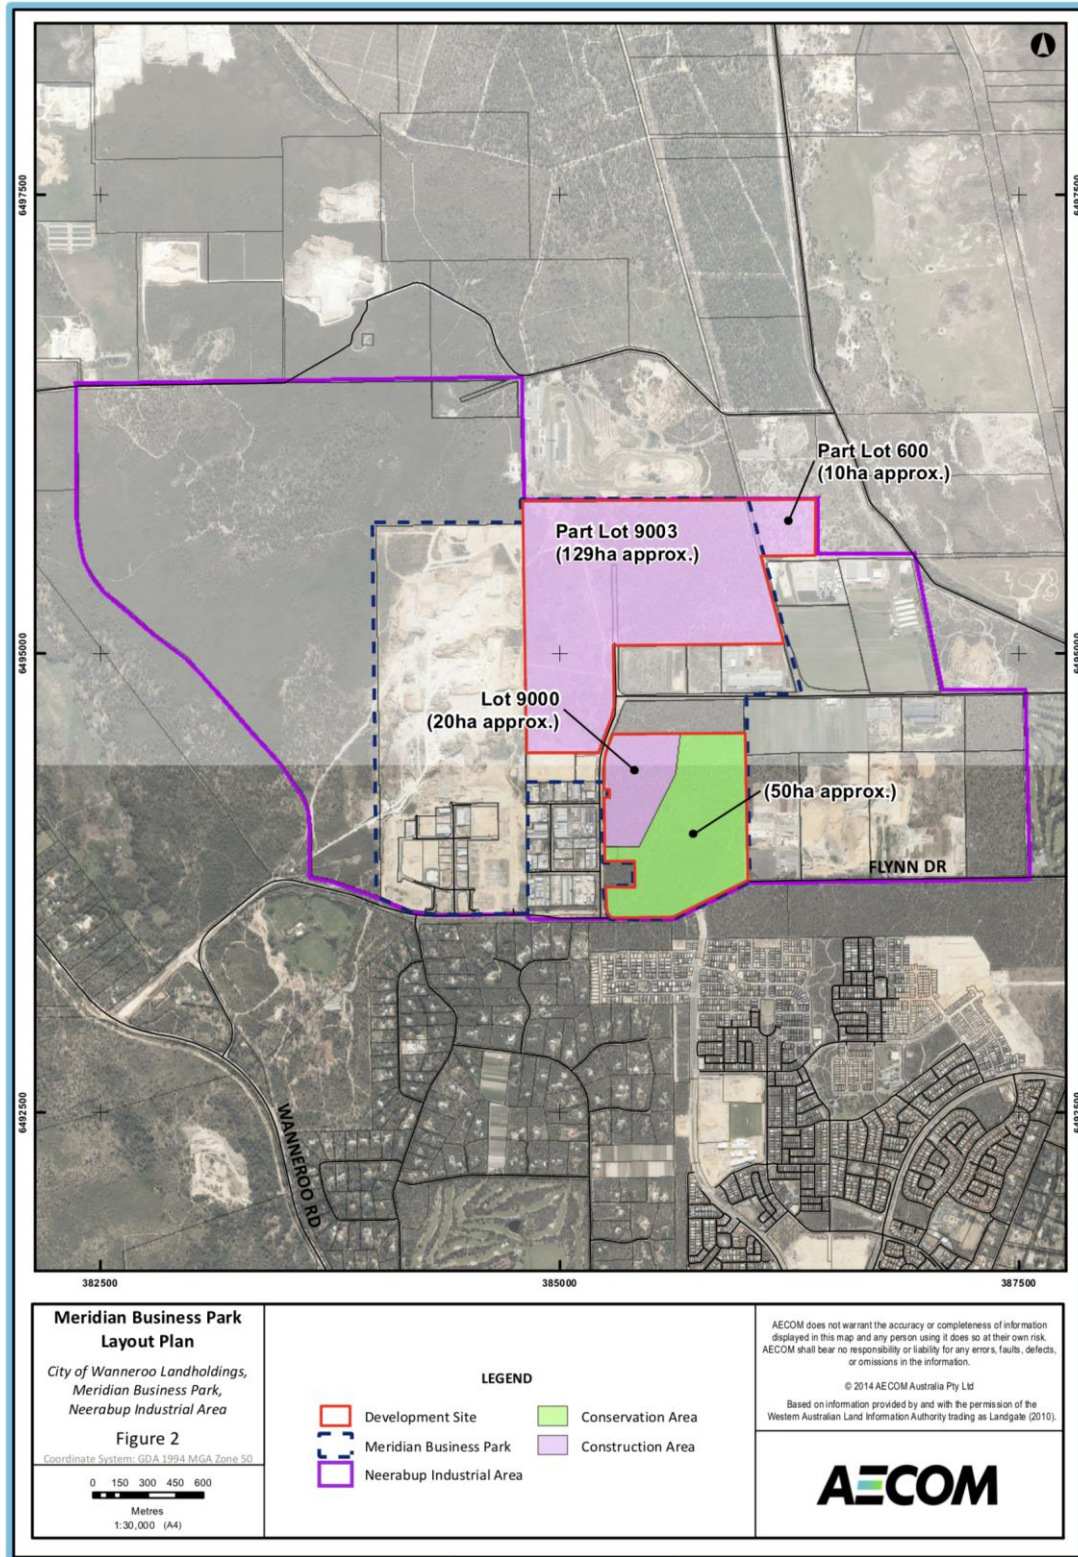 6497500
6497500
Part Lot 600
(10ha approx.)
Part Lot 9003
(129ha approx.)
6495000
6495000
Lot 9000
(20ha approx.)
(50ha approx.)
FLYNN DR
6492500
6492500
WANNEROO RD
382500
385000
387500
Meridian Business Park
Layout Plan
City of Wanneroo Landholdings,
Meridian Business Park,
Neerabup Industrial Area
Figure 2
Coordinate System: GDA 1994 MGA Zone 50
0 150 300 450 600
Metres
1:30,000 (A4)
LEGEND
Development Site
Meridian Business Park
Neerabup Industrial Area
Conservation Area
Construction Area
AECOM does not warrant the accuracy or completeness of information
displayed in this map and any person using it does so at their own risk.
AECOM shall bear no responsibility or liability for any errors, faults, defects,
or omissions in the information.
© 2014 AECOM Australia Pty Ltd
Based on information provided by and with the permission of the
Western Australian Land Information Authority trading as Landgate (2010).
AECOM